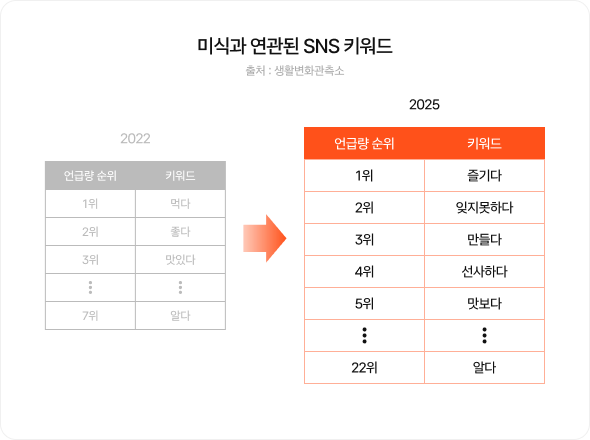 미식과 연관된 SNS 키워드
출처 : 생활변화관측소
2022
언급량 순위 키워드
1위 먹다
2위 좋다
3위 맛있다
7위 알다
2025
언급량 순위 키워드
1위 즐기다
2위 잊지못하다
3위 만들다
4위 선사하다
5위 맛보다
22위 알다